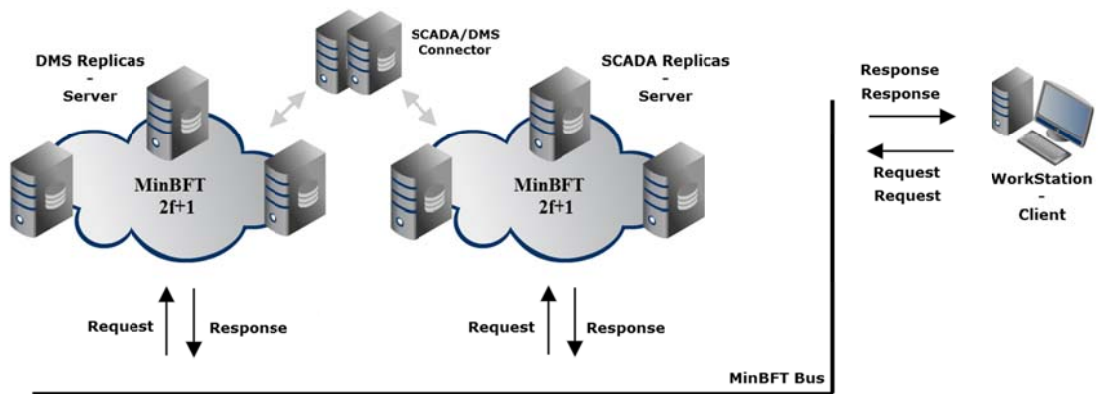 SCADA/DMS
Connector
DMS Replicas
-
Server
SCADA Replicas
-
Server
MinBFT
2f+1
MinBFT
2f+1
Request
Response
Request
Response
Response
Response
Request
Request
WorkStation
-
Client
MinBFT Bus